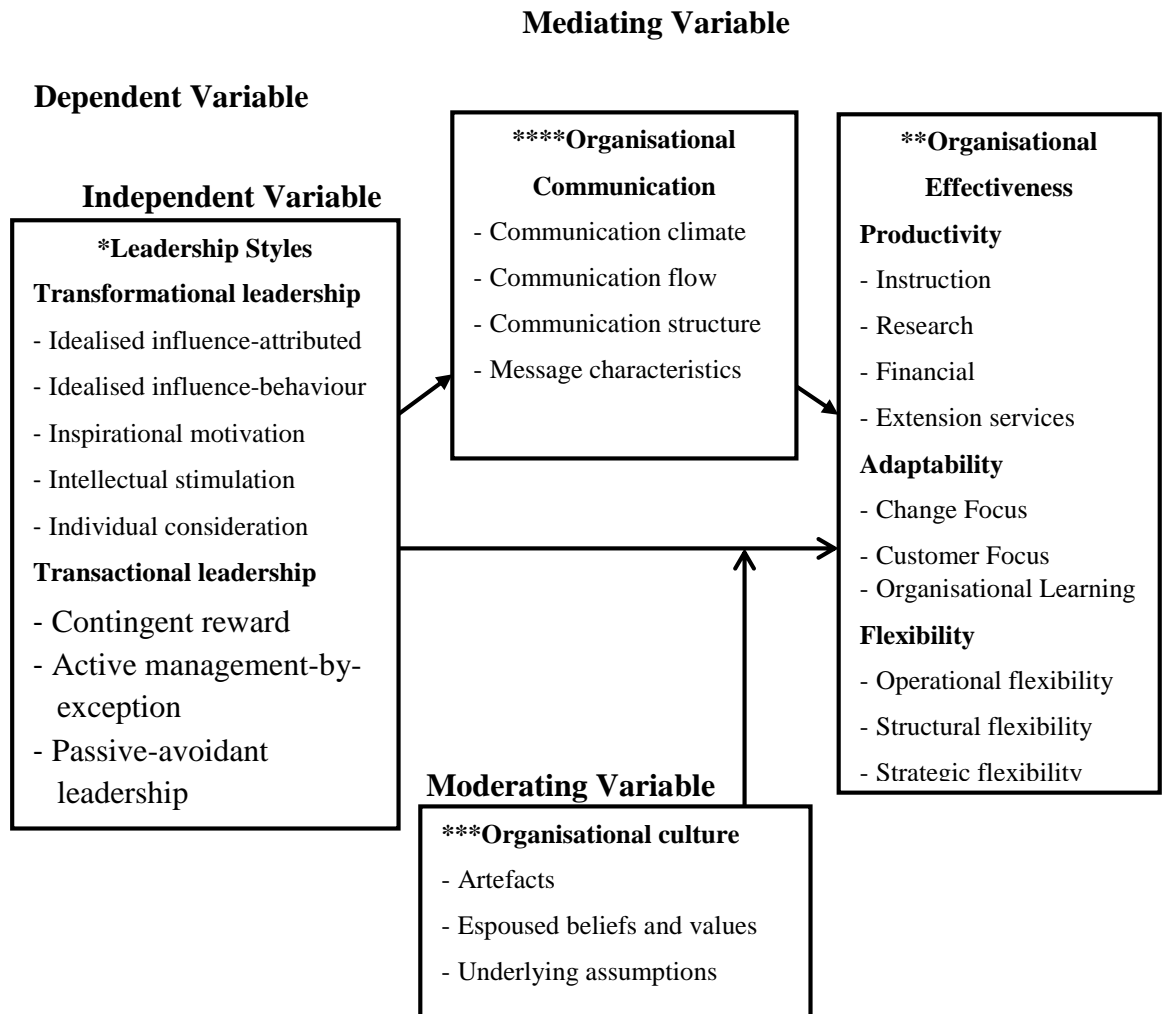 Mediating Variable
Dependent Variable
Independent Variable
*Leadership Styles
Transformational leadership
- Idealised influence-attributed
- Idealised influence-behaviour
- Inspirational motivation
- Intellectual stimulation
- Individual consideration
Transactional leadership
- Contingent reward
- Active management-by-
exception
- Passive-avoidant
leadership
****Organisational
Communication
- Communication climate
- Communication flow
- Communication structure
- Message characteristics
**Organisational
Effectiveness
Productivity
- Instruction
- Research
- Financial
- Extension services
Adaptability
- Change Focus
- Customer Focus
- Organisational Learning
Flexibility
- Operational flexibility
- Structural flexibility
- Strategic flexibility
Moderating Variable
***Organisational culture
- Artefacts
- Espoused beliefs and values
- Underlying assumptions